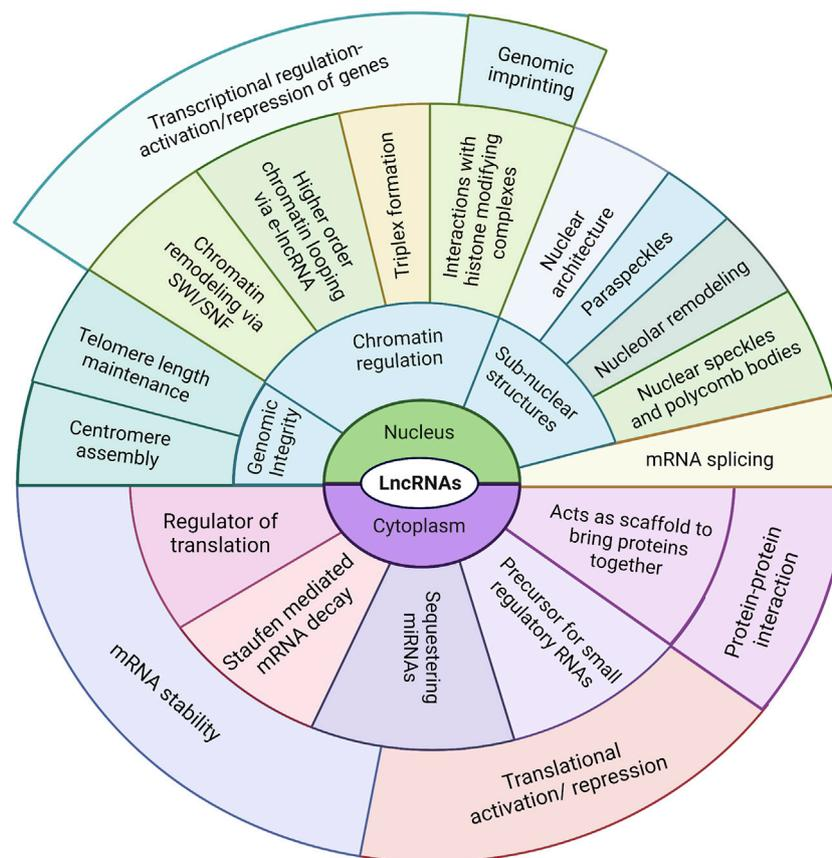 Transcriptional regulation-
activation/repression of genes
Genomic
imprinting
Chromatin
remodeling via
SWI/SNF
Higher order
chromatin looping
via e-lncRNA
Triplex formation
Interactions with
histone modifying
complexes
Nuclear
architecture
Paraspeckles
Nucleolar remodeling
Nuclear speckles
and polycomb bodies
Telomere length
maintenance
Centromere
assembly
Genomic
Integrity
Chromatin
regulation
Sub-nuclear
structures
mRNA splicing
Nucleus
LncRNAs
Cytoplasm
Regulator of
translation
Staufen mediated
mRNA decay
Sequestering
miRNAs
Precursor for small
regulatory RNAs
Acts as scaffold to
bring proteins
together
Protein-protein
interaction
mRNA stability
Translational
activation/ repression